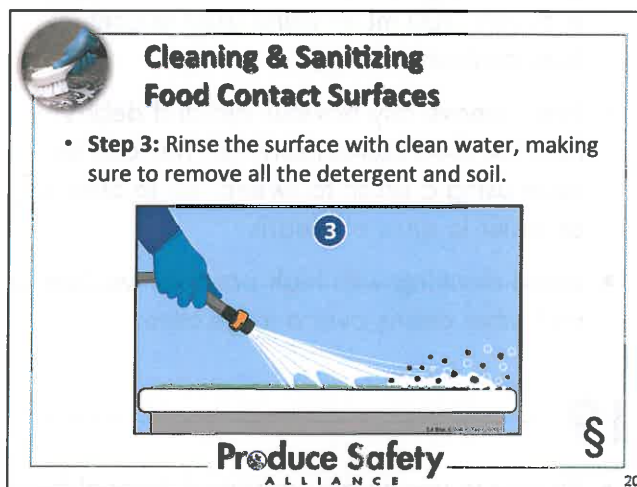 Cleaning & Sanitizing
Food Contact Surfaces
• Step 3: Rinse the surface with clean water, making
sure to remove all the detergent and soil.
3
Produce Safety
ALLIANCE
§
20